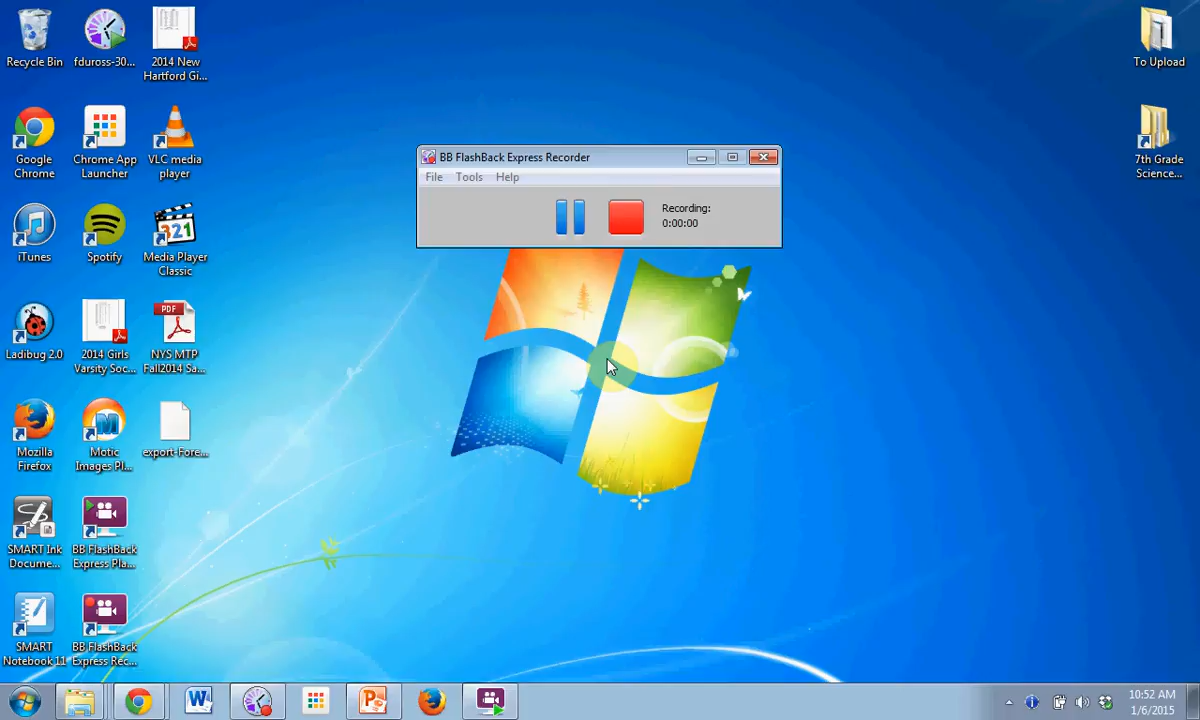 Recycle Bin
fduross-30...
2014 New
Hartford Gi...
To Upload
Google
Chrome
Chrome App
Launcher
VLC media
player
7th Grade
Science...
BB FlashBack Express Recorder
File Tools Help
Recording:
0:00:00
iTunes
Spotify
321
Media Player
Classic
Ladibug 2.0
2014 Girls
Varsity Soc...
PDF
NYS MTP
Fall2014 Sa...
Mozilla
Firefox
Motic
Images Pl...
export-Fore...
SMART Ink
Docume...
BB FlashBack
Express Pla...
SMART
Notebook 11
BB FlashBack
Express Rec...
10:52 AM
1/6/2015